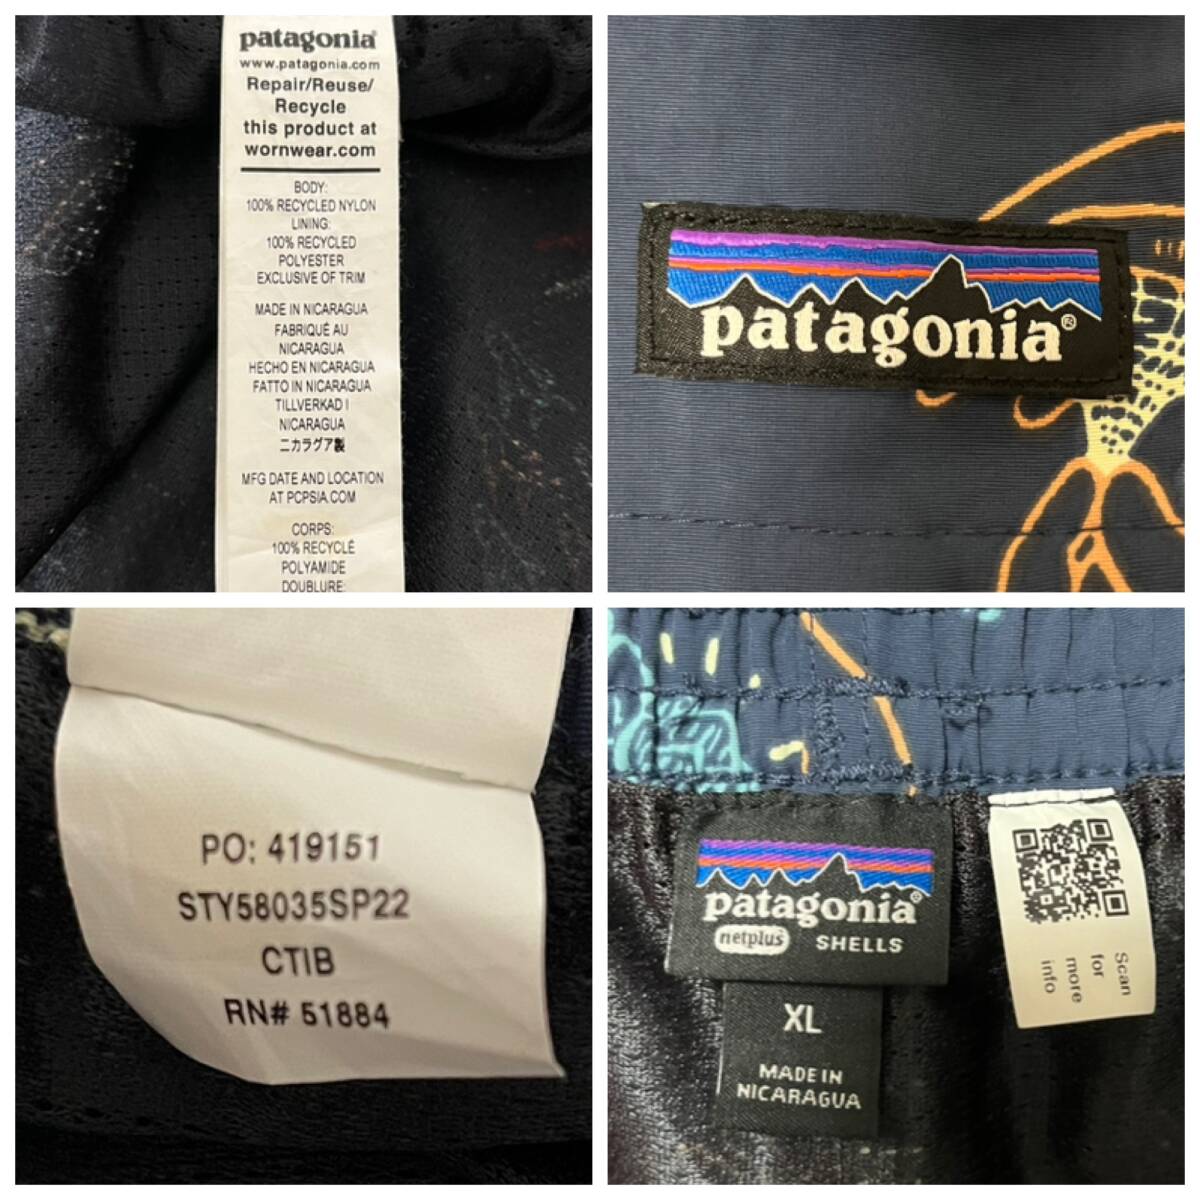 patagonia®
www.patagonia.com
Repair/Reuse/
Recycle
this product at
wornwear.com
BODY:
100% RECYCLED NYLON
LINING:
100% RECYCLED
POLYESTER
EXCLUSIVE OF TRIM
MADE IN NICARAGUA
FABRIQUÉ AU
NICARAGUA
HECHO EN NICARAGUA
FATTO IN NICARAGUA
TILLVERKAD I
NICARAGUA
ニカラグア製
MFG DATE AND LOCATION
AT PCPSIA.COM
CORPS:
100% RECYCLÉ
POLYAMIDE
DOUBLURE:
patagonia®
PO: 419151
STY58035SP22
CTIB
RN# 51884
patagonia®
netplus® SHELLS
XL
MADE IN
NICARAGUA
Scan
for
more
info